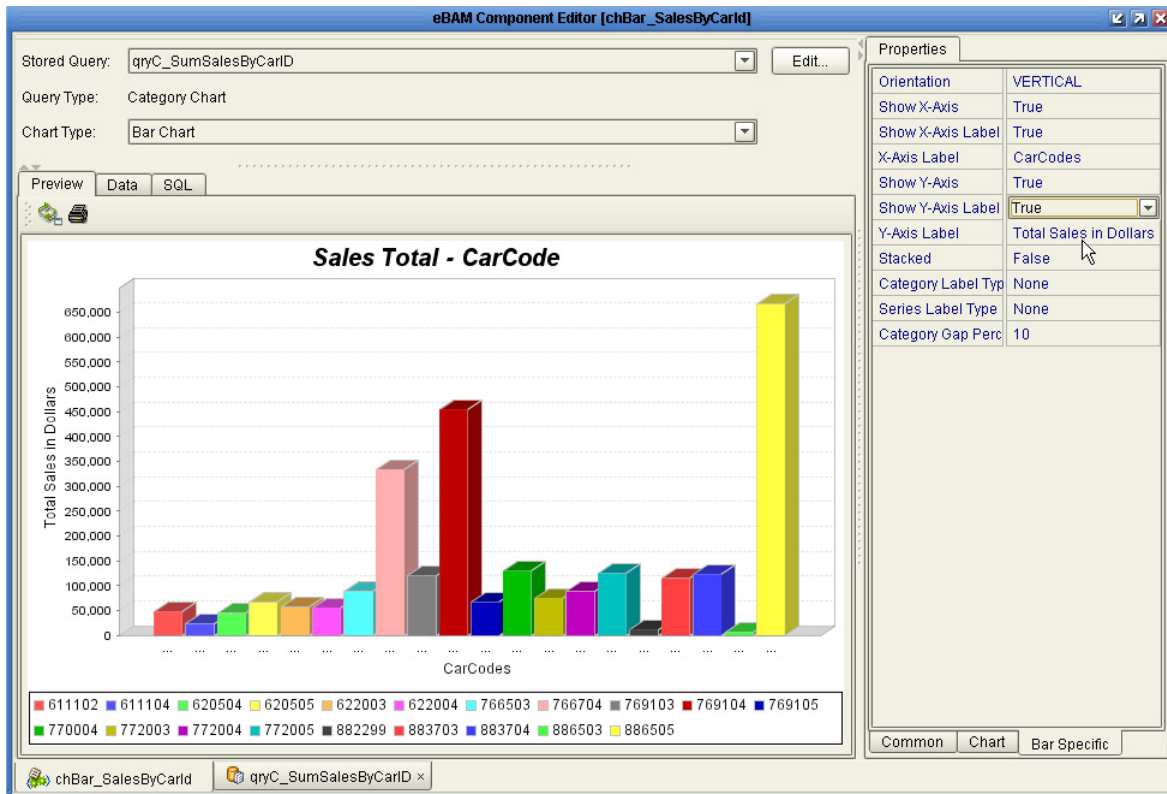 eBAM Component Editor [chBar_SalesByCarId]
Stored Query: qryC_SumSalesByCarID Edit...
Query Type: Category Chart
Chart Type: Bar Chart
Preview Data SQL
Sales Total - CarCode
Total Sales in Dollars
650,000
600,000
550,000
500,000
450,000
400,000
350,000
300,000
250,000
200,000
150,000
100,000
50,000
0
... ... ... ... ... ... ... ... ... ... ... ... ... ... ... ... ... ... ... ...
CarCodes
611102 611104 620504 620505 622003 622004 766503 766704 769103 769104 769105
770004 772003 772004 772005 882299 883703 883704 886503 886505
chBar_SalesByCarId qryC_SumSalesByCarID ×
Properties
Orientation VERTICAL
Show X-Axis True
Show X-Axis Label True
X-Axis Label CarCodes
Show Y-Axis True
Show Y-Axis Label True
Y-Axis Label Total Sales in Dollars
Stacked False
Category Label Typ None
Series Label Type None
Category Gap Perc 10
Common Chart Bar Specific